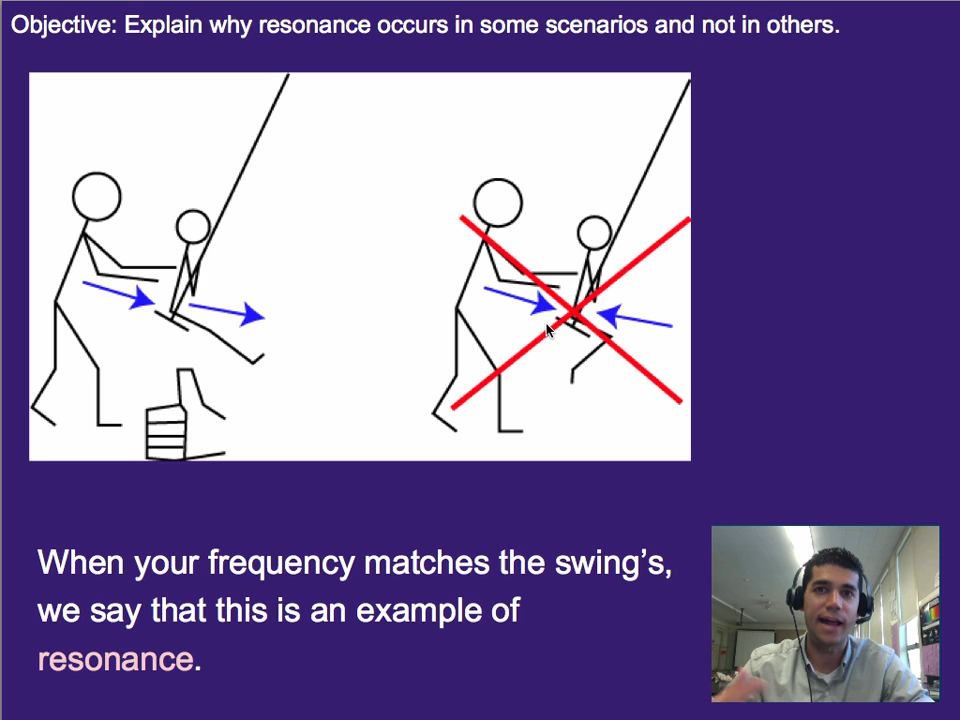 Objective: Explain why resonance occurs in some scenarios and not in others.
When your frequency matches the swing’s,
we say that this is an example of
resonance.